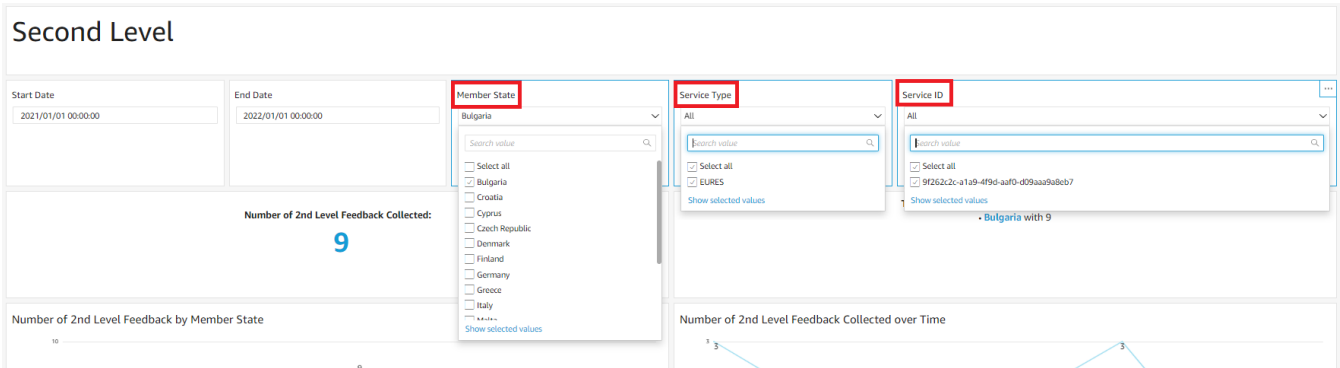 Second Level
Start Date
2021/01/01 00:00:00
End Date
2022/01/01 00:00:00
Member State
Bulgaria
Search value
Select all
Bulgaria
Croatia
Cyprus
Czech Republic
Denmark
Finland
Germany
Greece
Italy
Malta
Show selected values
Service Type
All
Search value
Select all
EURES
Show selected values
Service ID
All
Search value
Select all
9f262c2c-a1a9-4f9d-aaf0-d09aaa9a8eb7
Show selected values
Number of 2nd Level Feedback Collected:
9
• Bulgaria with 9
Number of 2nd Level Feedback by Member State
10
Number of 2nd Level Feedback Collected over Time
3
3
3